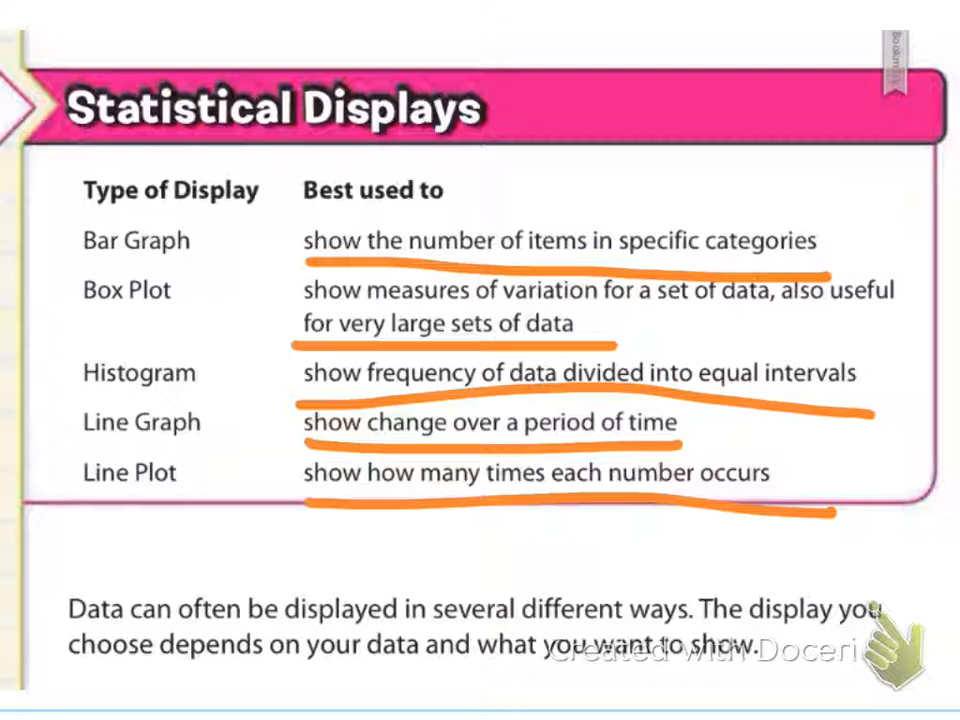 Statistical Displays
Type of Display Best used to
Bar Graph show the number of items in specific categories
Box Plot show measures of variation for a set of data, also useful
for very large sets of data
Histogram show frequency of data divided into equal intervals
Line Graph show change over a period of time
Line Plot show how many times each number occurs
Data can often be displayed in several different ways. The display you
choose depends on your data and what you want to show.
Created with Doceri